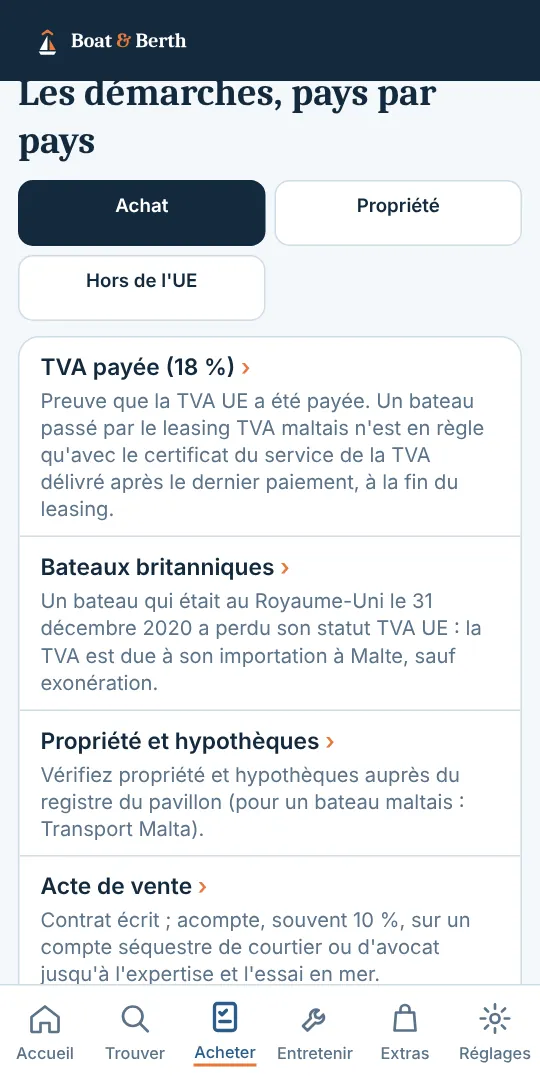 Boat & Berth
Les démarches, pays par
pays
Achat
Propriété
Hors de l'UE
TVA payée (18 %) ›
Preuve que la TVA UE a été payée. Un bateau
passé par le leasing TVA maltais n'est en règle
qu'avec le certificat du service de la TVA
délivré après le dernier paiement, à la fin du
leasing.
Bateaux britanniques ›
Un bateau qui était au Royaume-Uni le 31
décembre 2020 a perdu son statut TVA UE : la
TVA est due à son importation à Malte, sauf
exonération.
Propriété et hypothèques ›
Vérifiez propriété et hypothèques auprès du
registre du pavillon (pour un bateau maltais :
Transport Malta).
Acte de vente ›
Contrat écrit ; acompte, souvent 10 %, sur un
compte séquestre de courtier ou d'avocat
jusqu'à l'expertise et l'essai en mer.
Accueil
Trouver
Acheter
Entretenir
Extras
Réglages